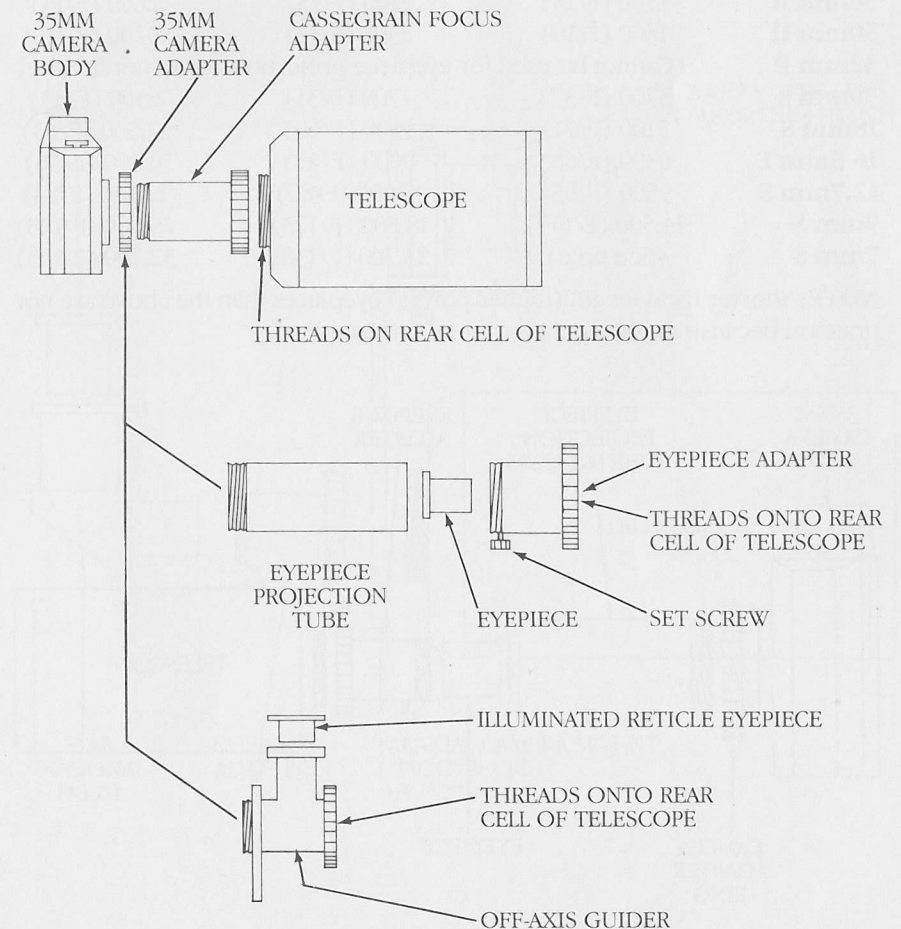 35MM
CAMERA
BODY
35MM
CAMERA
ADAPTER
CASSEGRAIN FOCUS
ADAPTER
TELESCOPE
THREADS ON REAR CELL OF TELESCOPE
EYEPIECE ADAPTER
THREADS ONTO REAR
CELL OF TELESCOPE
EYEPIECE
PROJECTION
TUBE
EYEPIECE
SET SCREW
ILLUMINATED RETICLE EYEPIECE
THREADS ONTO REAR
CELL OF TELESCOPE
OFF-AXIS GUIDER